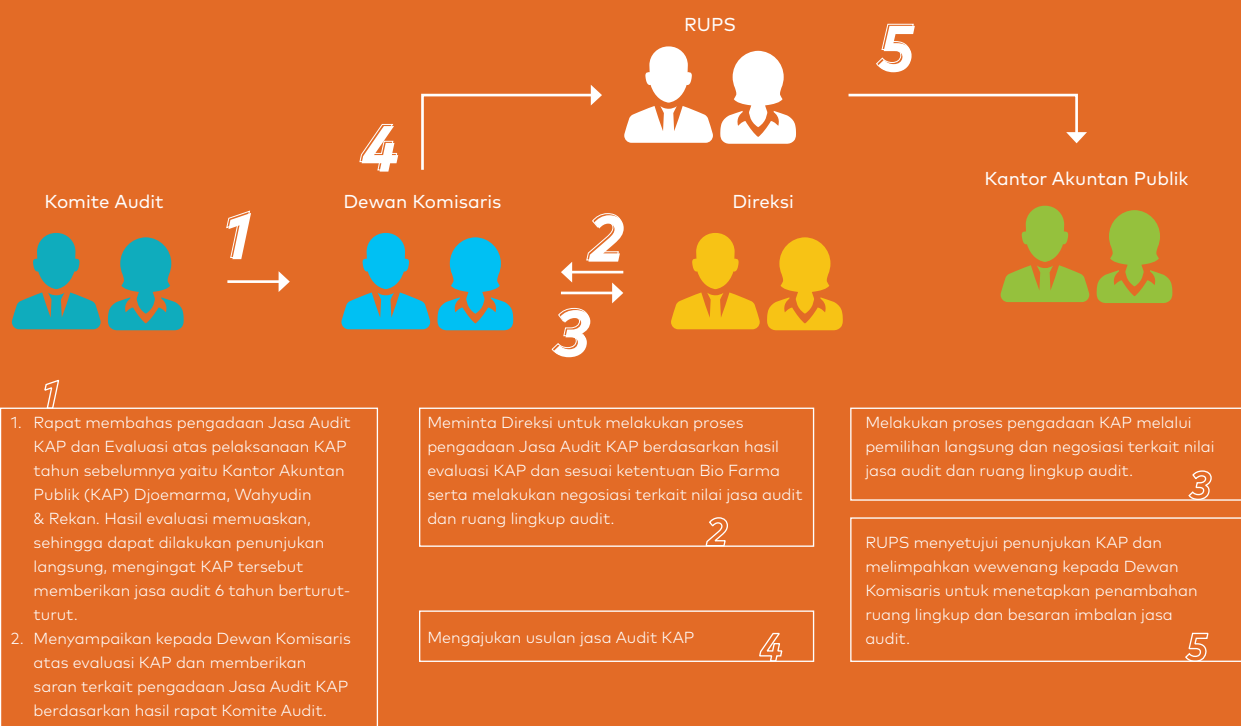 RUPS
5
4
Kantor Akuntan Publik
Komite Audit
Dewan Komisaris
Direksi
1
2
3
1
1. Rapat membahas pengadaan Jasa Audit
KAP dan Evaluasi atas pelaksanaan KAP
tahun sebelumnya yaitu Kantor Akuntan
Publik (KAP) Djoemarma, Wahyudin
& Rekan. Hasil evaluasi memuaskan,
sehingga dapat dilakukan penunjukan
langsung, mengingat KAP tersebut
memberikan jasa audit 6 tahun berturut-
turut.
2. Menyampaikan kepada Dewan Komisaris
atas evaluasi KAP dan memberikan
saran terkait pengadaan Jasa Audit KAP
berdasarkan hasil rapat Komite Audit.
Meminta Direksi untuk melakukan proses
pengadaan Jasa Audit KAP berdasarkan hasil
evaluasi KAP dan sesuai ketentuan Bio Farma
serta melakukan negosiasi terkait nilai jasa audit
dan ruang lingkup audit.
2
Melakukan proses pengadaan KAP melalui
pemilihan langsung dan negosiasi terkait nilai
jasa audit dan ruang lingkup audit.
3
Mengajukan usulan jasa Audit KAP
4
RUPS menyetujui penunjukan KAP dan
melimpahkan wewenang kepada Dewan
Komisaris untuk menetapkan penambahan
ruang lingkup dan besaran imbalan jasa
audit.
5